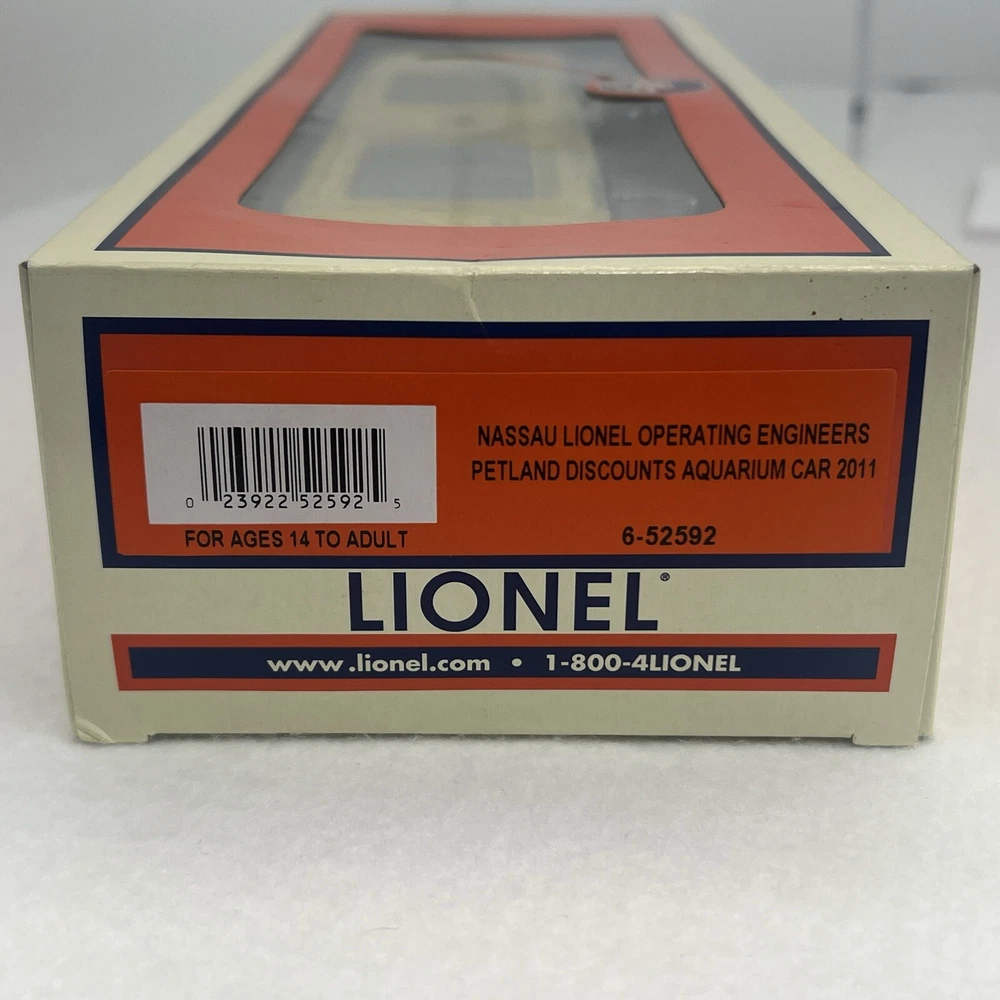 NASSAU LIONEL OPERATING ENGINEERS
PETLAND DISCOUNTS AQUARIUM CAR 2011
0 23922 52592 5
FOR AGES 14 TO ADULT
6-52592
LIONEL®
www.lionel.com • 1-800-4LIONEL